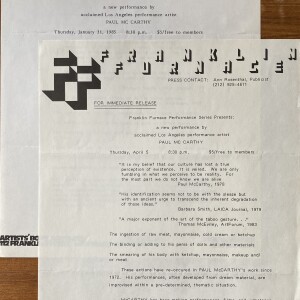 a new performance by
acclaimed Los Angeles performance artist
PAUL MC CARTHY
Thursday, January 31, 1985 8:30 p.m. $5/free to members
FRANKLIN
FURNACE
PRESS CONTACT: Ann Rosenthal, Publicist
(212) 925-4671
FOR IMMEDIATE RELEASE
Franklin Furnace Performance Series Presents:
a new performance by
acclaimed Los Angeles performance artist
PAUL MC CARTHY
Thursday, April 5 8:30 p.m. $5/free to members
"It is my belief that our culture has lost a true
perception of existence. It is veiled. We are only
fumbling in what we perceive to be reality. For
the most part we do not know we are alive
Paul McCarthy, 1975
"His identification seems not to be with the please but
with an urgent urge to transcend the inherent degradation
of those ideas"
Barbara Smith, LAICA Journal, 1979
"A major exponent of the art of the taboo gesture. . ."
Thomas McEvilley, ArtForum, 1983
The ingestion of raw meat, mayonnaise, cold cream or ketchup
The binding or adding to the penis of dolls and other materials
The smearing of his body with ketchup, mayonnaise, makeup and/
or meat
These actions have re-occurred in PAUL McCARTHY's work since
1972. His performances, often developed from cream material, are
improvised within a pre-determined, thematic situation.
ARTISTS' BO
112 FRANKLI